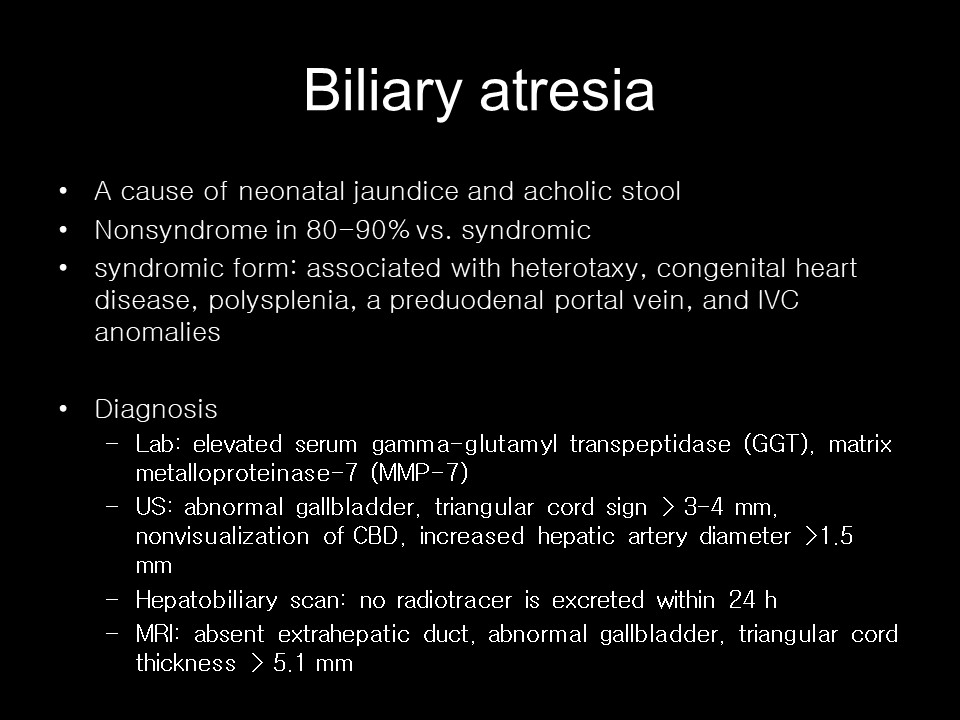 Biliary atresia
• A cause of neonatal jaundice and acholic stool
• Nonsyndrome in 80-90% vs. syndromic
• syndromic form: associated with heterotaxy, congenital heart
disease, polysplenia, a preduodenal portal vein, and IVC
anomalies
• Diagnosis
– Lab: elevated serum gamma-glutamyl transpeptidase (GGT), matrix
metalloproteinase-7 (MMP-7)
– US: abnormal gallbladder, triangular cord sign > 3-4 mm,
nonvisualization of CBD, increased hepatic artery diameter >1.5
mm
– Hepatobiliary scan: no radiotracer is excreted within 24 h
– MRI: absent extrahepatic duct, abnormal gallbladder, triangular cord
thickness > 5.1 mm